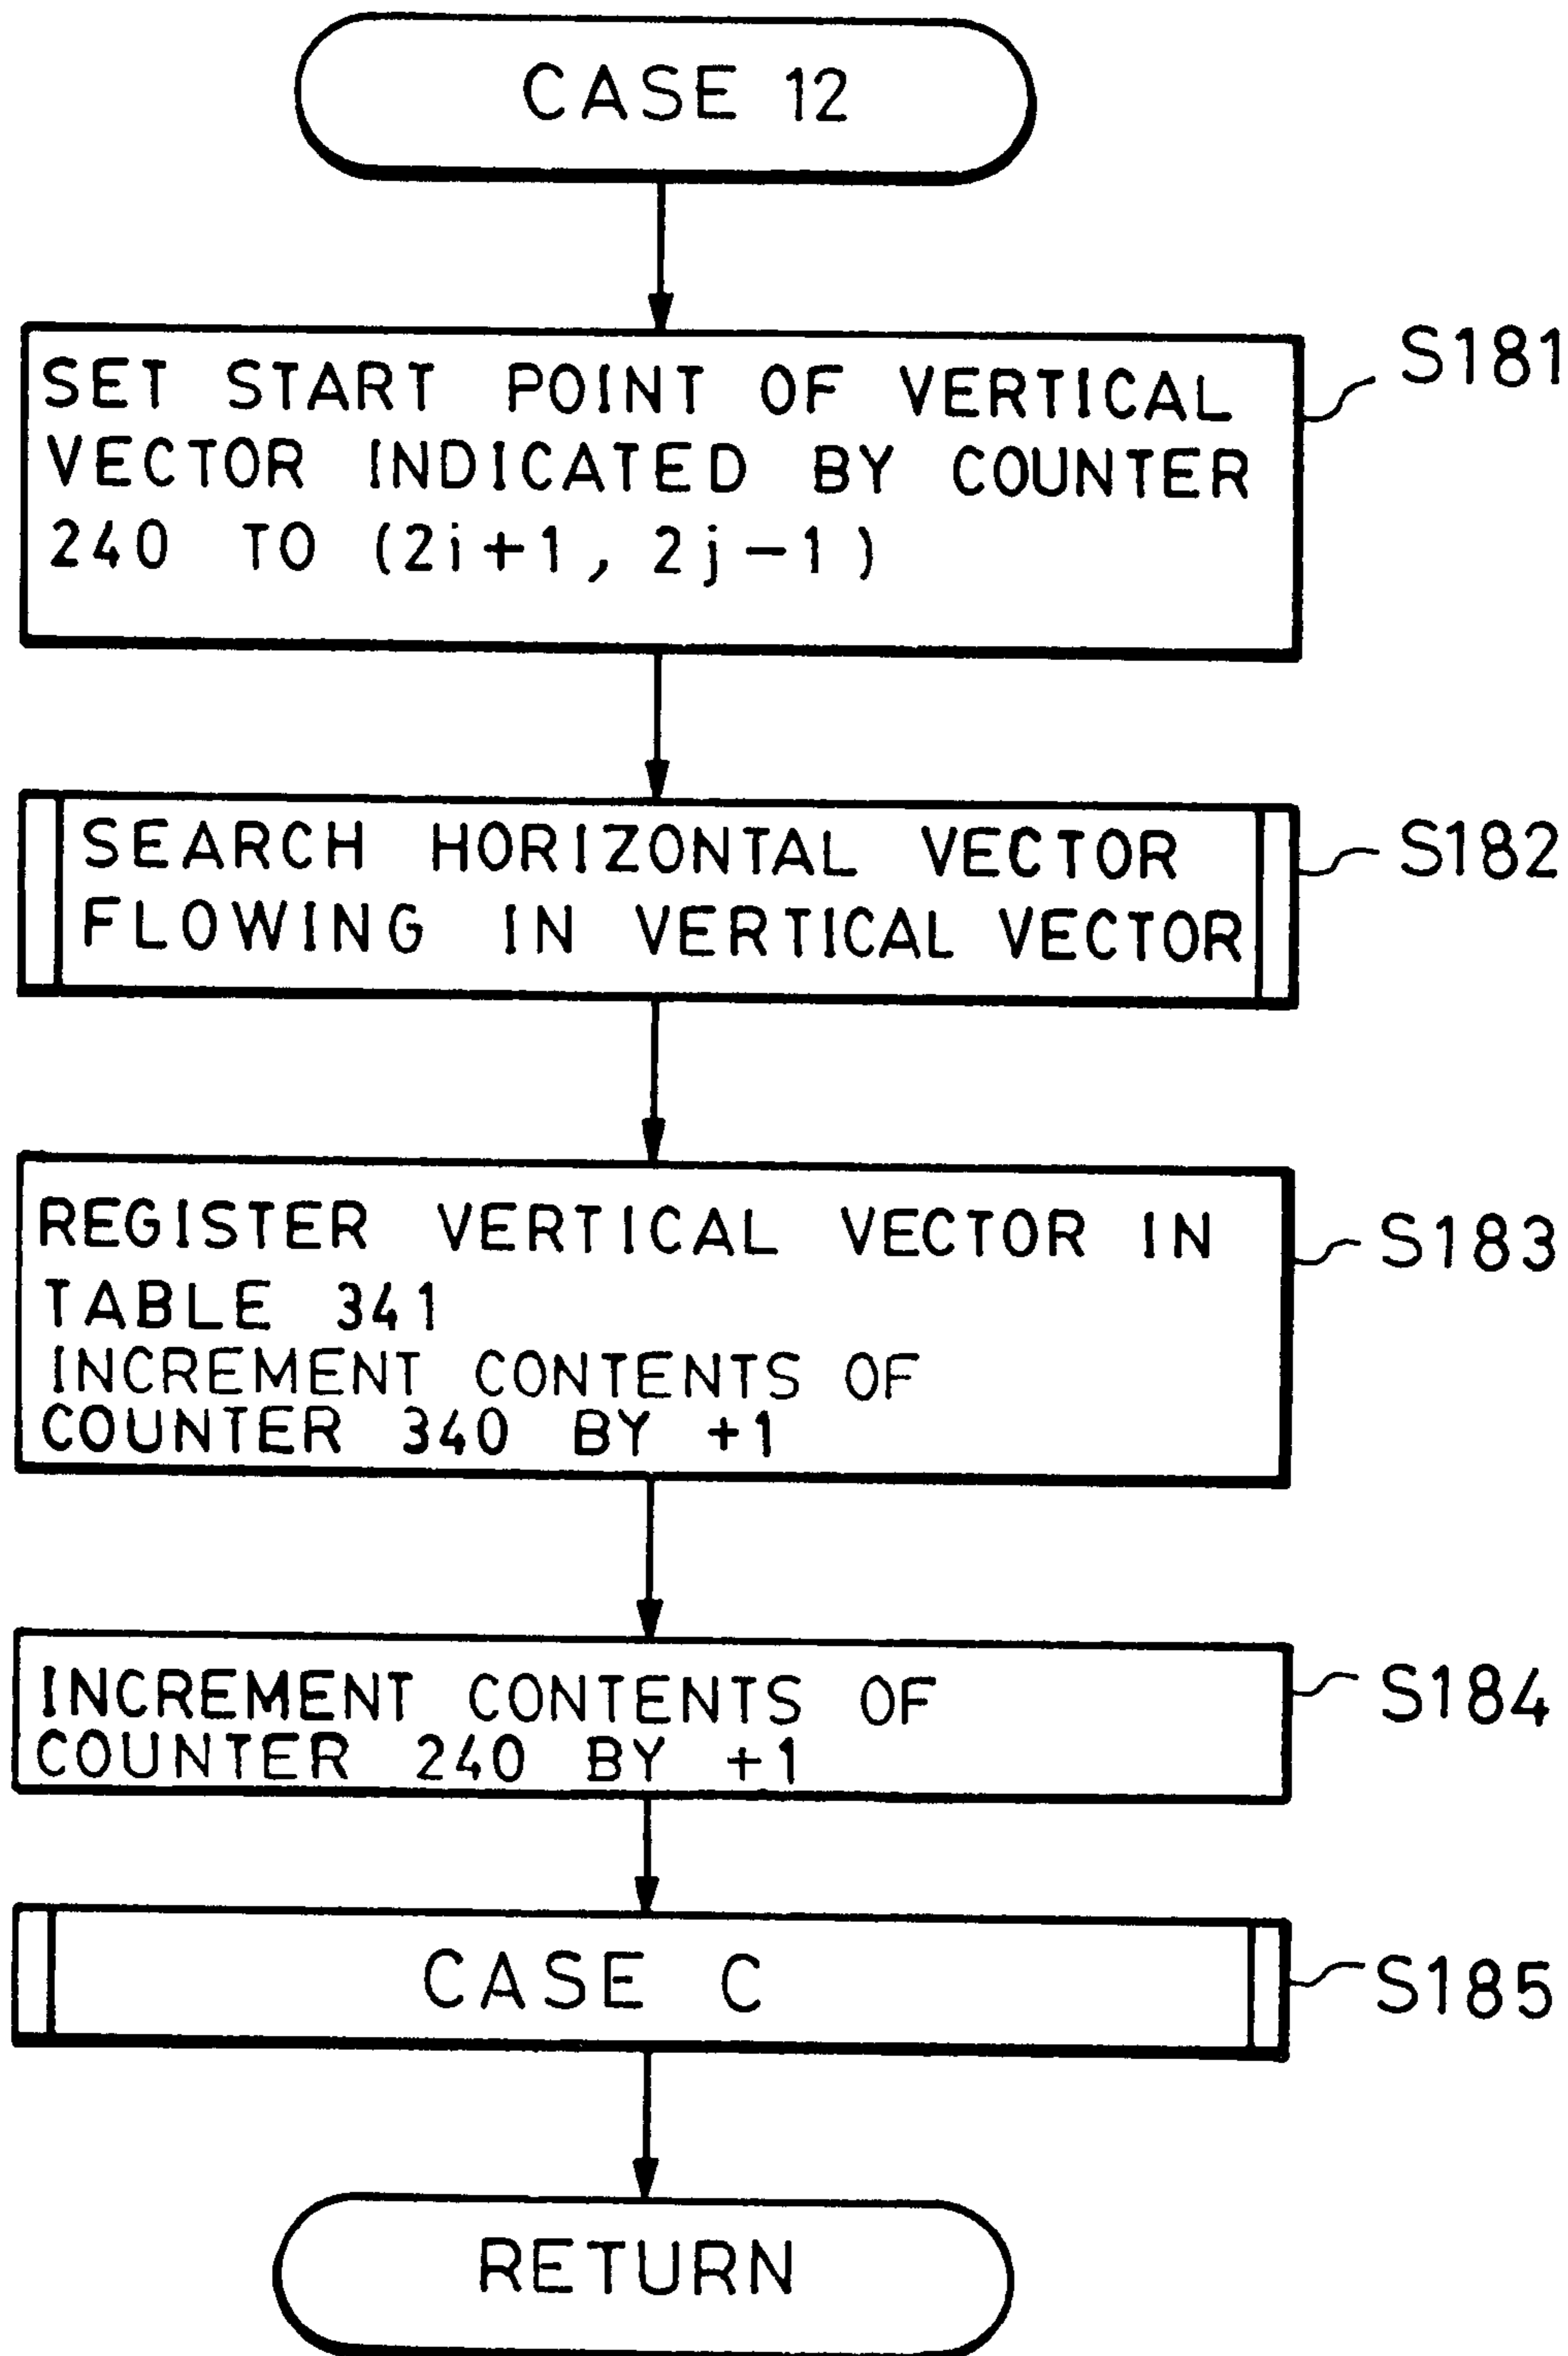 CASE 12
SET START POINT OF VERTICAL
VECTOR INDICATED BY COUNTER
240 TO (2i+1, 2j-1)
S181
SEARCH HORIZONTAL VECTOR
FLOWING IN VERTICAL VECTOR
S182
REGISTER VERTICAL VECTOR IN
TABLE 341
INCREMENT CONTENTS OF
COUNTER 340 BY +1
S183
INCREMENT CONTENTS OF
COUNTER 240 BY +1
S184
CASE C
S185
RETURN